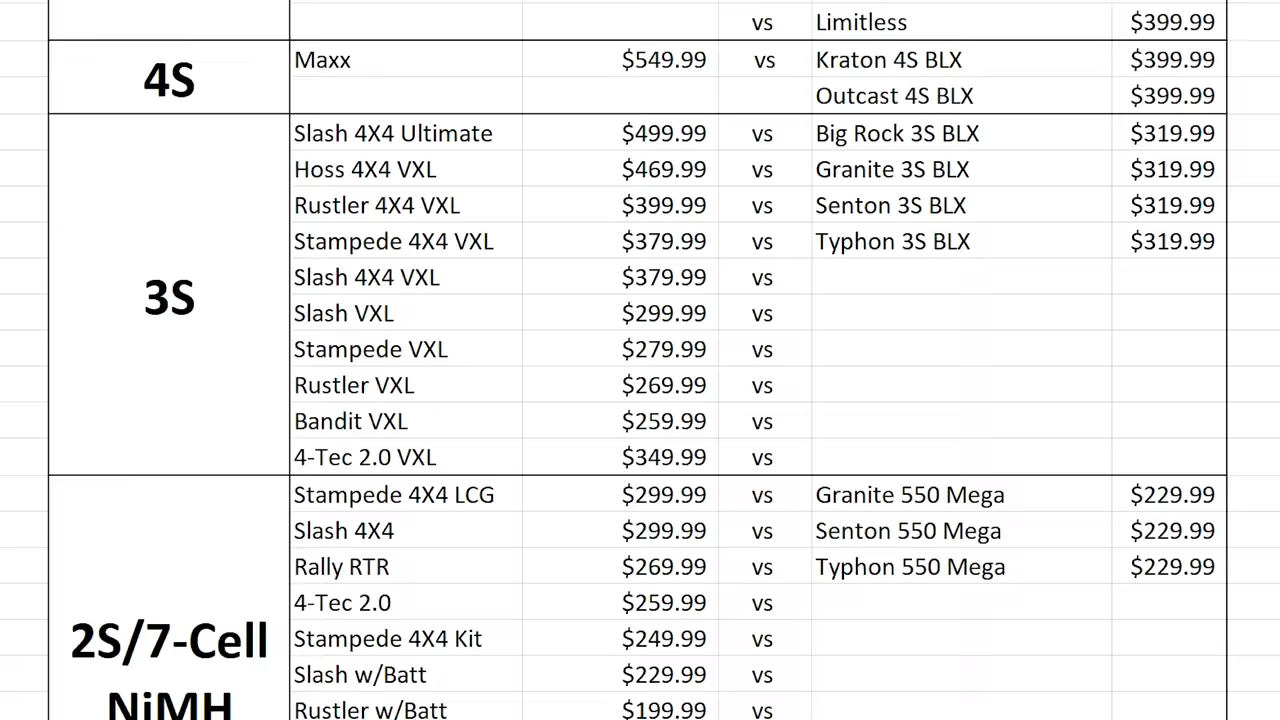 vs Limitless $399.99
4S
Maxx $549.99 vs Kraton 4S BLX $399.99
Outcast 4S BLX $399.99
3S
Slash 4X4 Ultimate $499.99 vs Big Rock 3S BLX $319.99
Hoss 4X4 VXL $469.99 vs Granite 3S BLX $319.99
Rustler 4X4 VXL $399.99 vs Senton 3S BLX $319.99
Stampede 4X4 VXL $379.99 vs Typhon 3S BLX $319.99
Slash 4X4 VXL $379.99 vs
Slash VXL $299.99 vs
Stampede VXL $279.99 vs
Rustler VXL $269.99 vs
Bandit VXL $259.99 vs
4-Tec 2.0 VXL $349.99 vs
2S/7-Cell
NiMH
Stampede 4X4 LCG $299.99 vs Granite 550 Mega $229.99
Slash 4X4 $299.99 vs Senton 550 Mega $229.99
Rally RTR $269.99 vs Typhon 550 Mega $229.99
4-Tec 2.0 $259.99 vs
Stampede 4X4 Kit $249.99 vs
Slash w/Batt $229.99 vs
Rustler w/Batt $199.99 vs